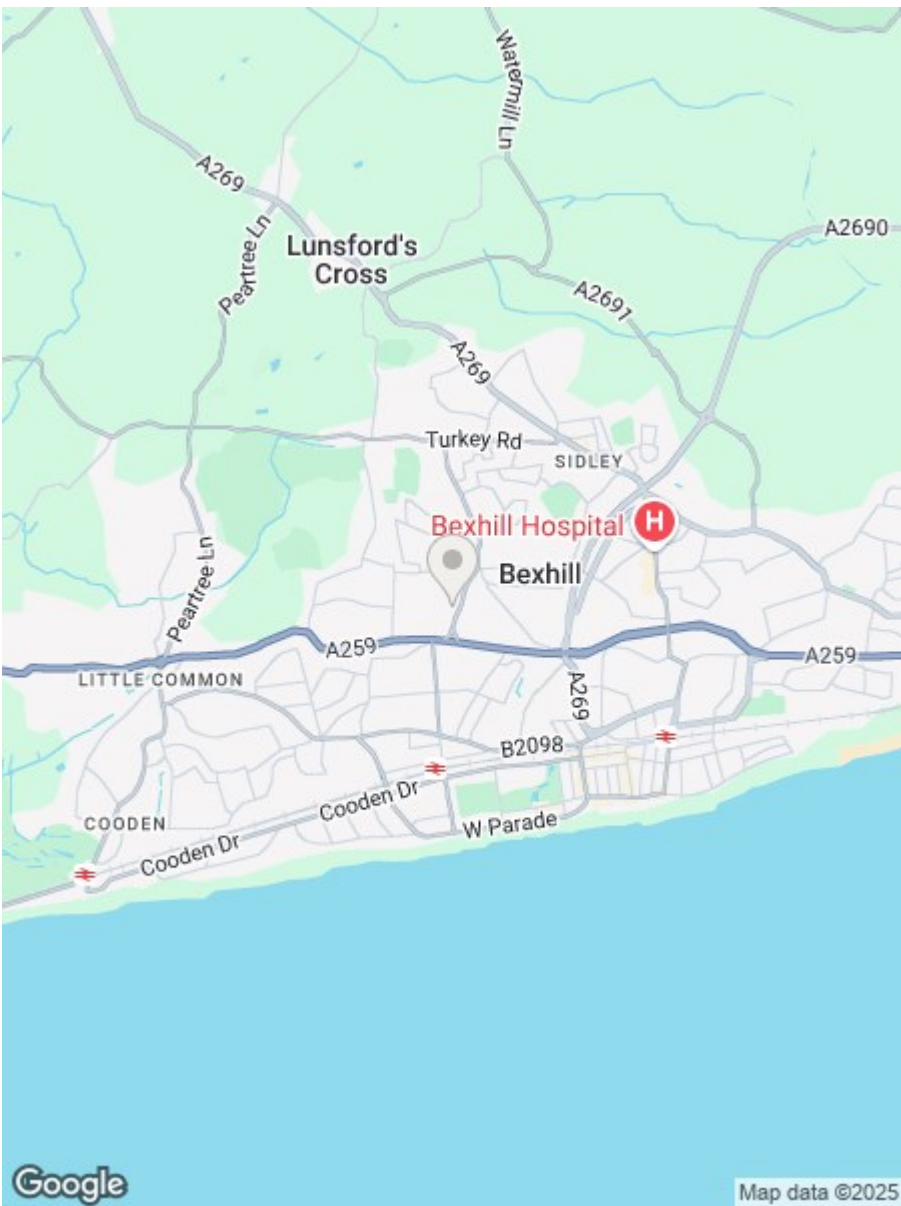 Watermill Ln
A269
A2690
Peartree Ln
Lunsford's
Cross
A2691
A269
Turkey Rd
SIDLEY
Bexhill Hospital
H
Bexhill
Peartree Ln
A259
A259
LITTLE COMMON
A269
B2098
Cooden Dr
W Parade
COODEN
Cooden Dr
Google
Map data ©2025